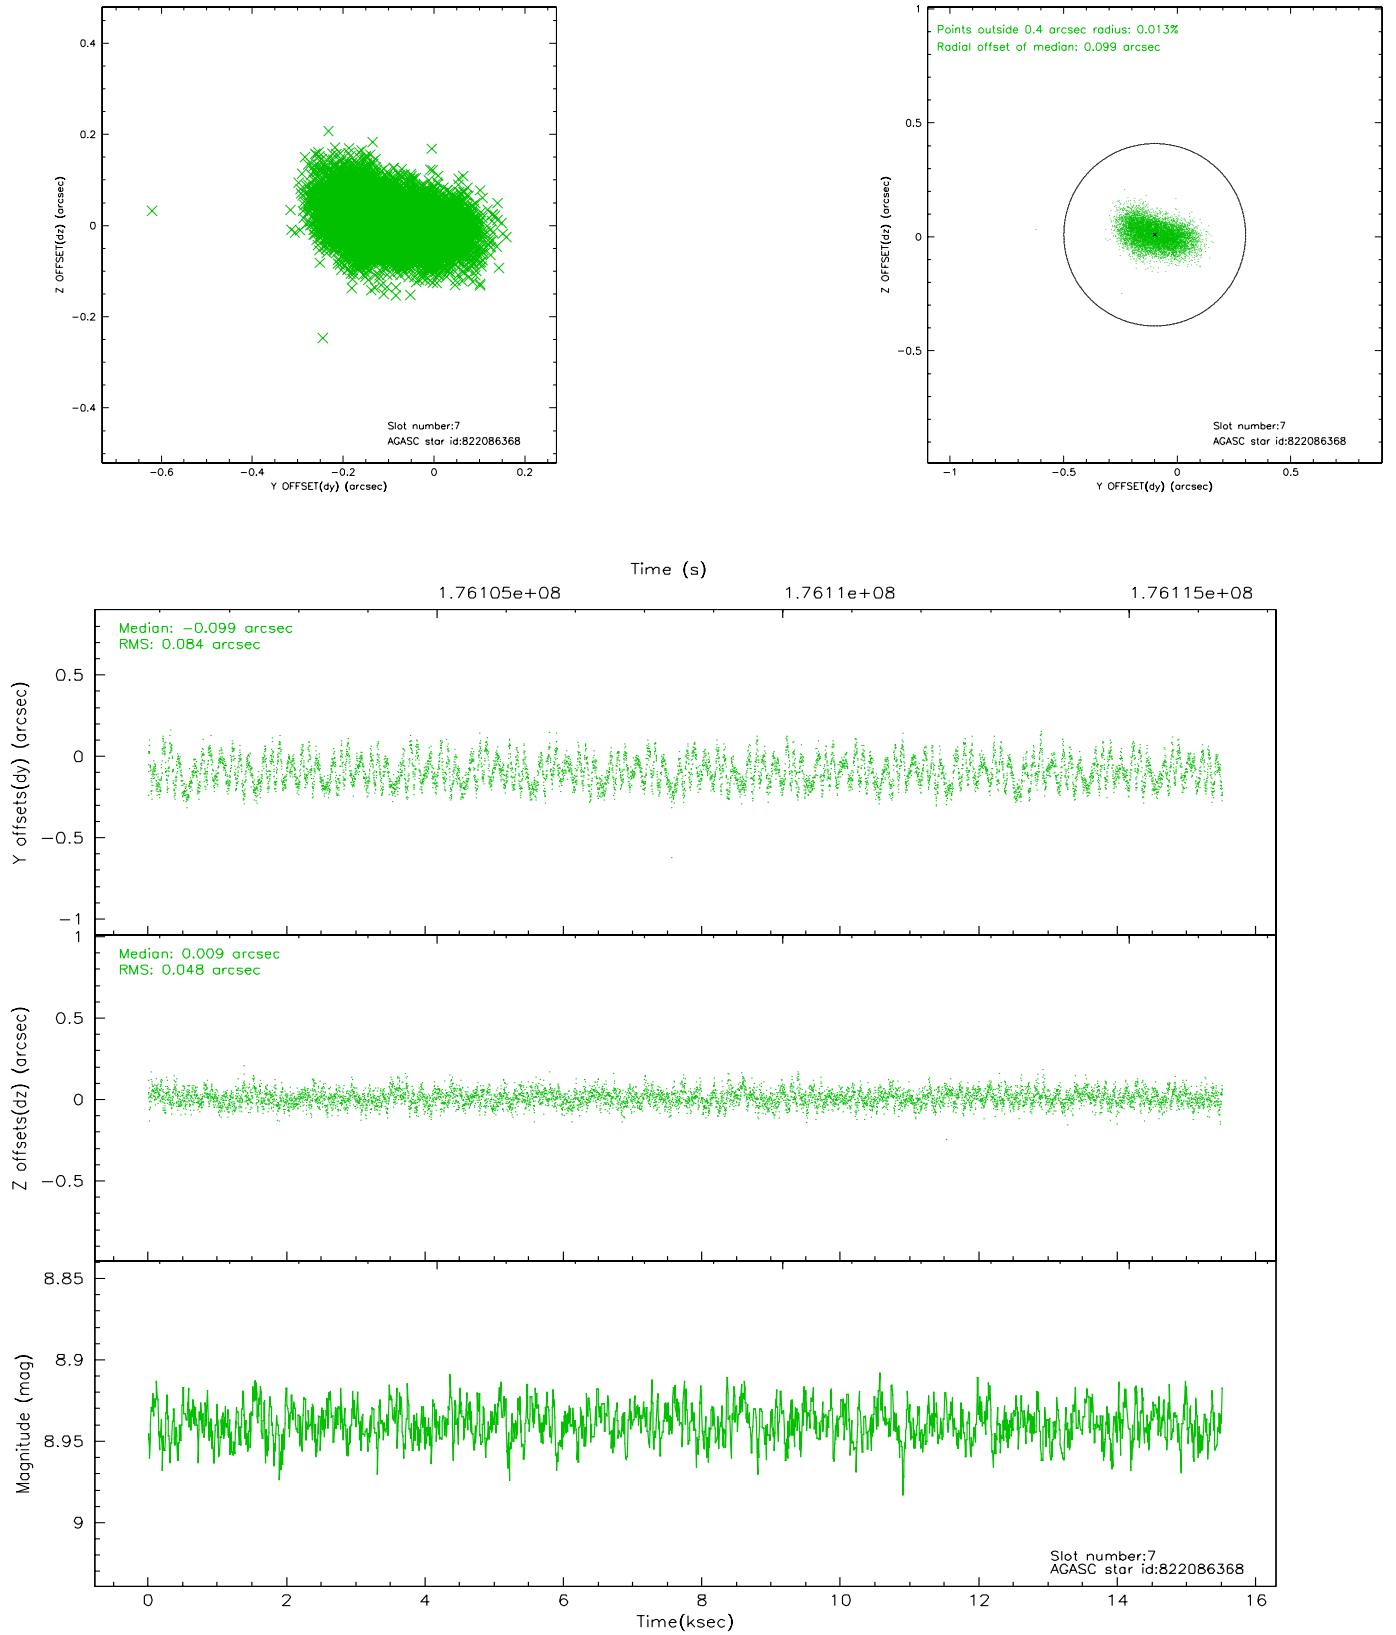 0.4
0.2
0
−0.2
−0.4
Z OFFSET(dz) (arcsec)
Slot number:7
AGASC star id:822086368
−0.6 −0.4 −0.2 0 0.2
Y OFFSET(dy) (arcsec)
Points outside 0.4 arcsec radius: 0.013%
Radial offset of median: 0.099 arcsec
1
0.5
0
−0.5
Z OFFSET(dz) (arcsec)
Slot number:7
AGASC star id:822086368
−1 −0.5 0 0.5
Y OFFSET(dy) (arcsec)
Time (s)
1.76105e+08 1.7611e+08 1.76115e+08
Median: −0.099 arcsec
RMS: 0.084 arcsec
0.5
0
−0.5
−1
Y offsets(dy) (arcsec)
Median: 0.009 arcsec
RMS: 0.048 arcsec
1
0.5
0
−0.5
Z offsets(dz) (arcsec)
8.85
8.9
8.95
9
Magnitude (mag)
Slot number:7
AGASC star id:822086368
0 2 4 6 8 10 12 14 16
Time(ksec)